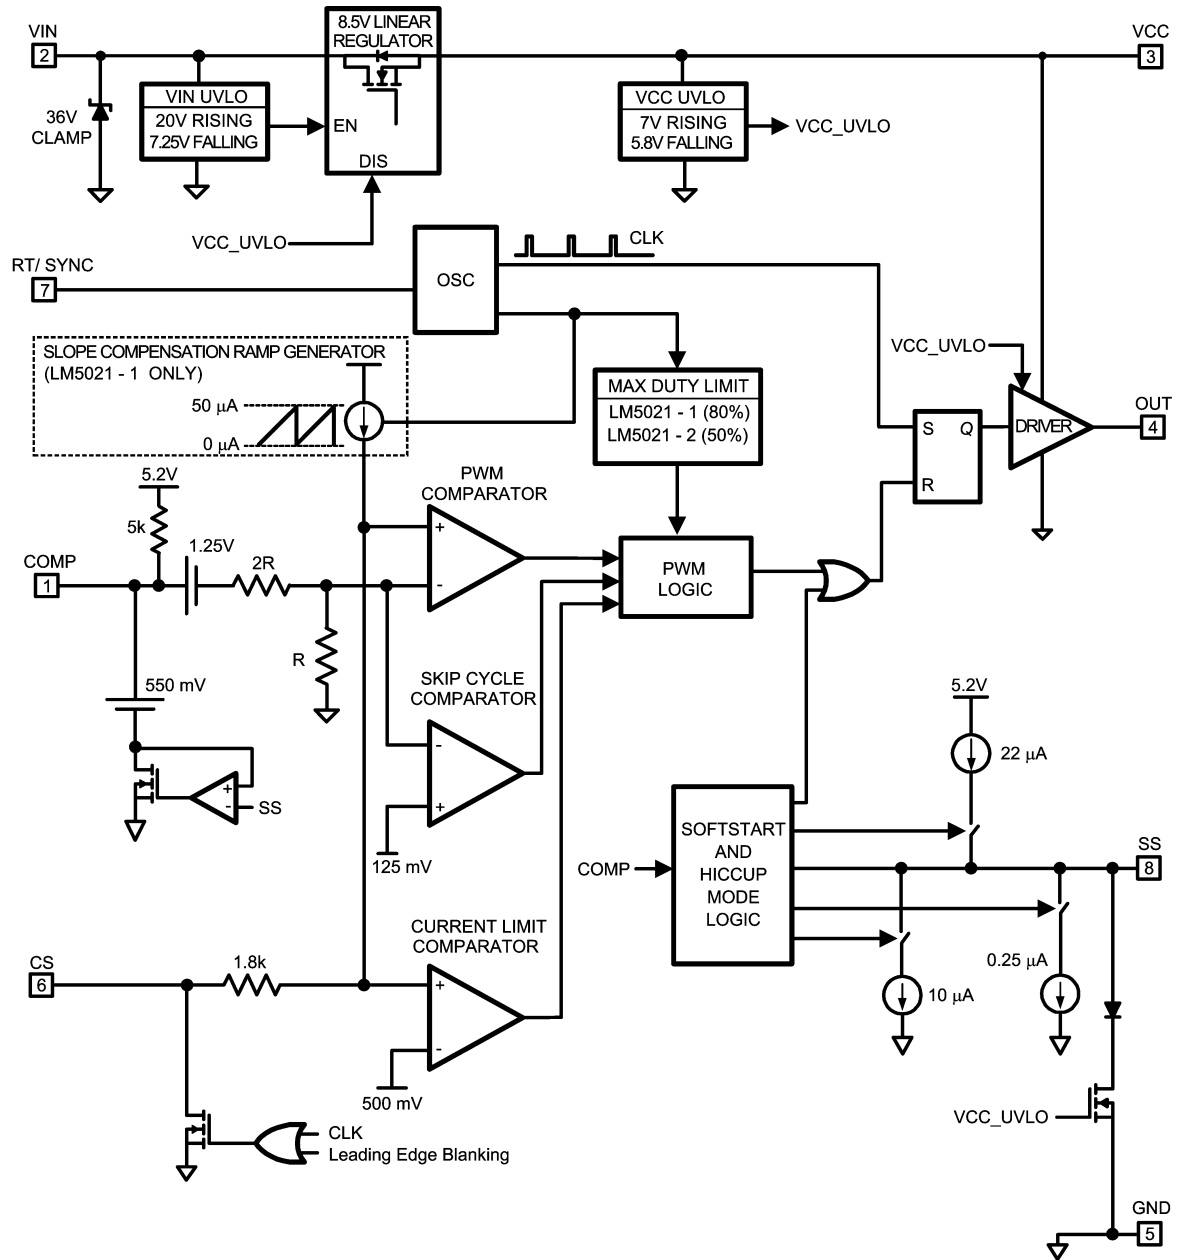 VIN
2
8.5V LINEAR
REGULATOR
VCC
3
36V
CLAMP
VIN UVLO
20V RISING
7.25V FALLING
EN
DIS
VCC UVLO
7V RISING
5.8V FALLING
VCC_UVLO
VCC_UVLO
RT/ SYNC
7
OSC
CLK
SLOPE COMPENSATION RAMP GENERATOR
(LM5021 - 1 ONLY)
50 μA
0 μA
MAX DUTY LIMIT
LM5021 - 1 (80%)
LM5021 - 2 (50%)
VCC_UVLO
S
Q
R
DRIVER
OUT
4
5.2V
5k
PWM
COMPARATOR
+
-
COMP
1
1.25V
2R
R
PWM
LOGIC
550 mV
+
-
SS
SKIP CYCLE
COMPARATOR
-
+
125 mV
5.2V
22 μA
COMP
SOFTSTART
AND
HICCUP
MODE
LOGIC
SS
8
10 μA
0.25 μA
CS
6
1.8k
CURRENT LIMIT
COMPARATOR
+
-
500 mV
CLK
Leading Edge Blanking
VCC_UVLO
GND
5